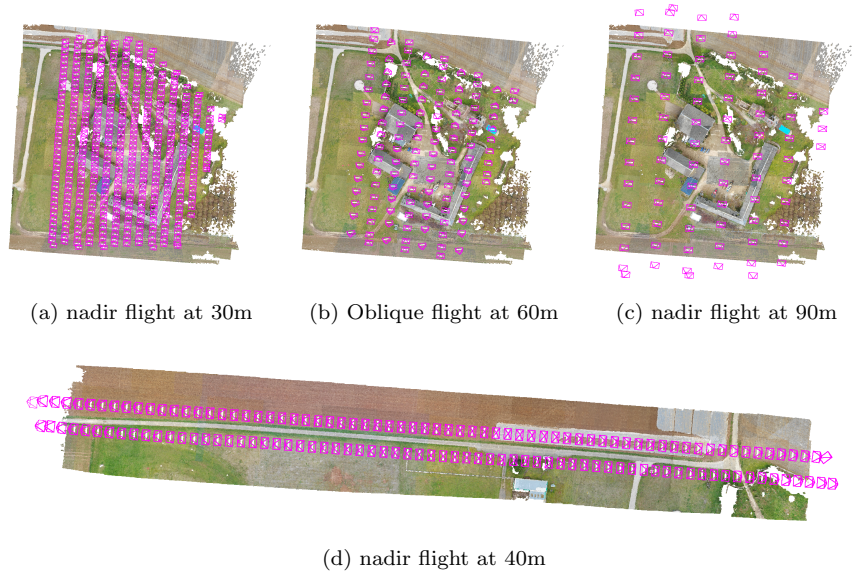 (a) nadir flight at 30m
(b) Oblique flight at 60m
(c) nadir flight at 90m
(d) nadir flight at 40m